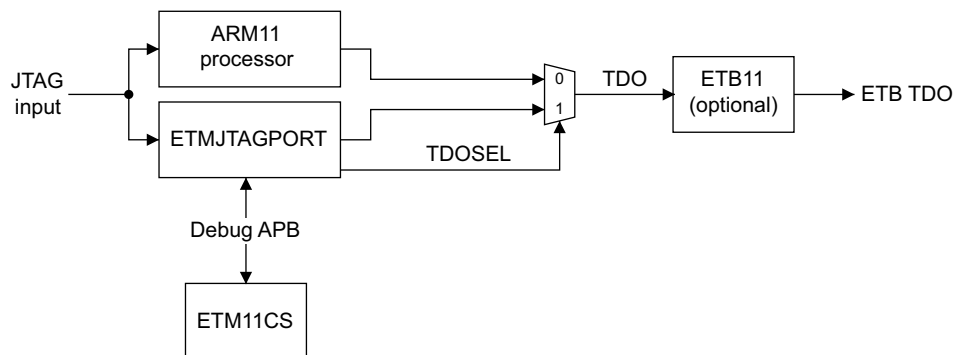 ARM11
processor
JTAG
input
ETMJTAGPORT
TDOSEL
0
1
TDO
ETB11
(optional)
ETB TDO
Debug APB
ETM11CS